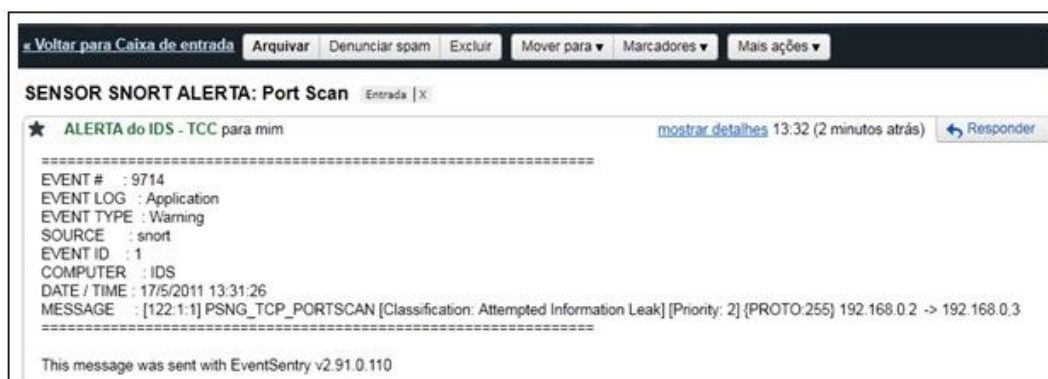 « Voltar para Caixa de entrada Arquivar Denunciar spam Excluir Mover para ▾ Marcadores ▾ Mais ações ▾
SENSOR SNORT ALERTA: Port Scan Entrada | X
★ ALERTA do IDS - TCC para mim mostrar detalhes 13:32 (2 minutos atrás) Responder
================================================================
EVENT # : 9714
EVENT LOG : Application
EVENT TYPE : Warning
SOURCE : snort
EVENT ID : 1
COMPUTER : IDS
DATE / TIME : 17/5/2011 13:31:26
MESSAGE : [122:1:1] PSNG_TCP_PORTSCAN [Classification: Attempted Information Leak] [Priority: 2] {PROTO:255} 192.168.0.2 -> 192.168.0.3
================================================================
This message was sent with EventSentry v2.91.0.110